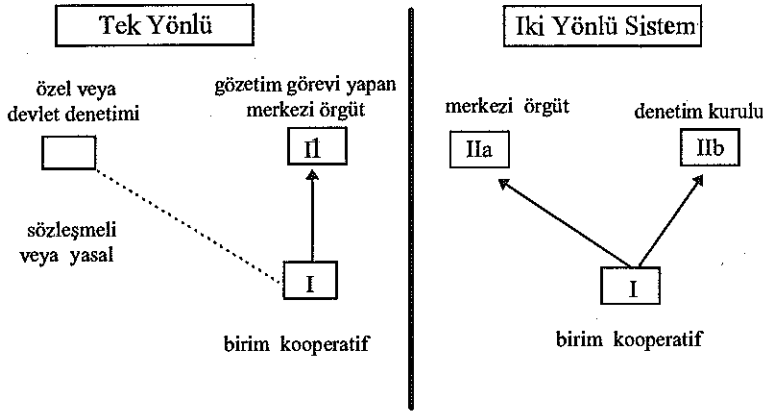 Tek Yönlü
özel veya
devlet denetimi
gözetim görevi yapan
merkezi örgüt
II
sözleşmeli
veya yasal
I
birim kooperatif
Iki Yönlü Sistem
merkezi örgüt
denetim kurulu
IIa
IIb
I
birim kooperatif